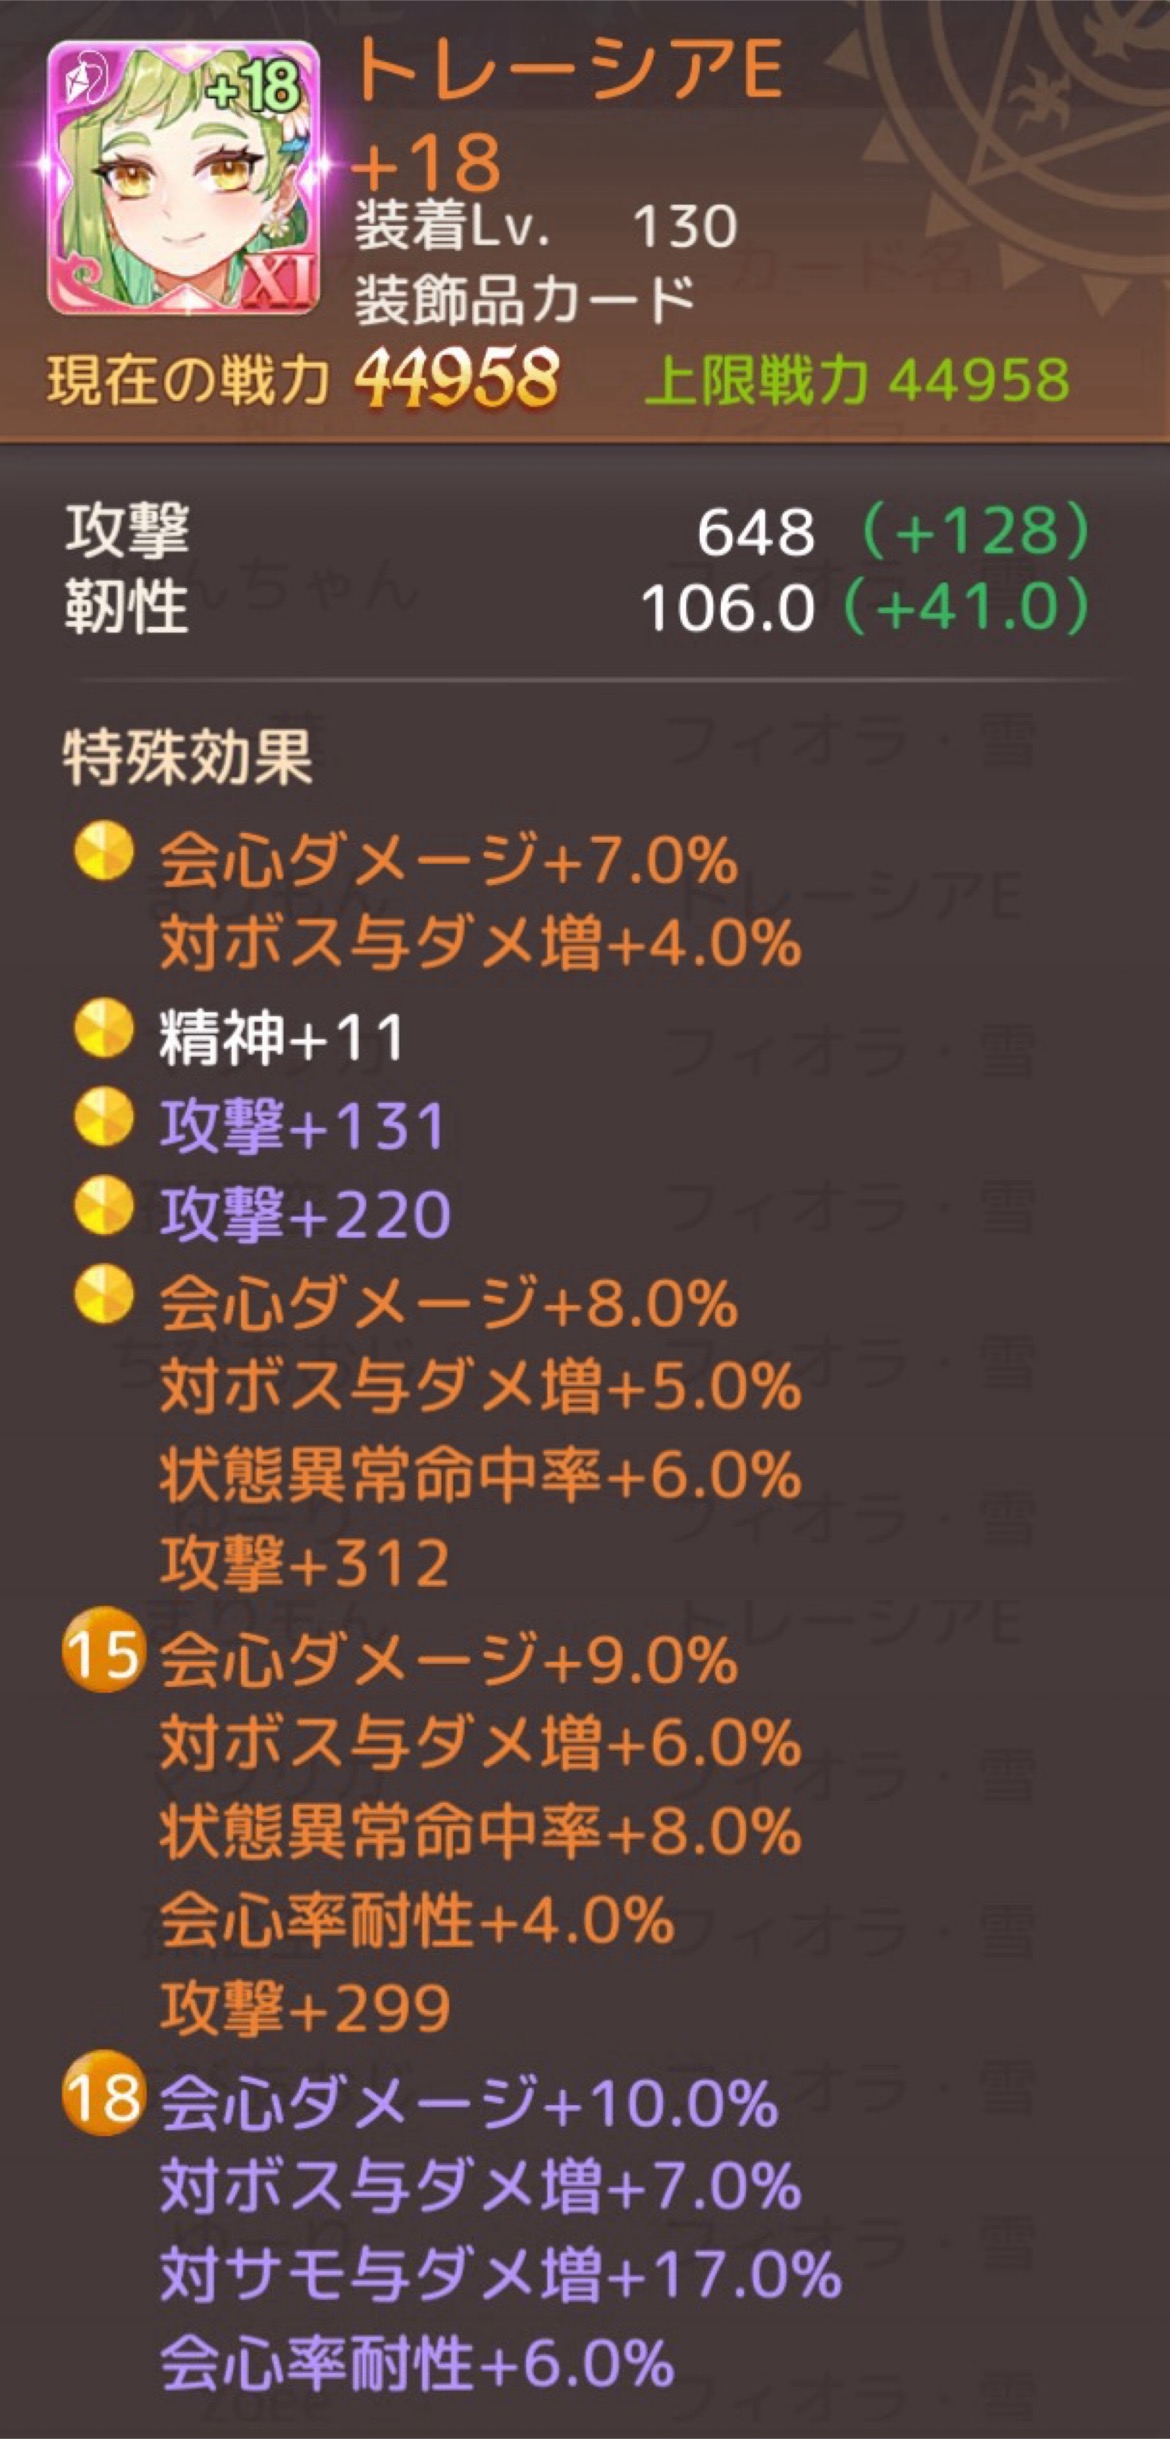 +18
XI
トレーシアE
+18
装着Lv. 130
装飾品カード
現在の戦力 44958 上限戦力 44958
攻撃 648 (+128)
靭性 106.0 (+41.0)
特殊効果
会心ダメージ+7.0%
対ボス与ダメ増+4.0%
精神+11
攻撃+131
攻撃+220
会心ダメージ+8.0%
対ボス与ダメ増+5.0%
状態異常命中率+6.0%
攻撃+312
15 会心ダメージ+9.0%
対ボス与ダメ増+6.0%
状態異常命中率+8.0%
会心率耐性+4.0%
攻撃+299
18 会心ダメージ+10.0%
対ボス与ダメ増+7.0%
対サモ与ダメ増+17.0%
会心率耐性+6.0%